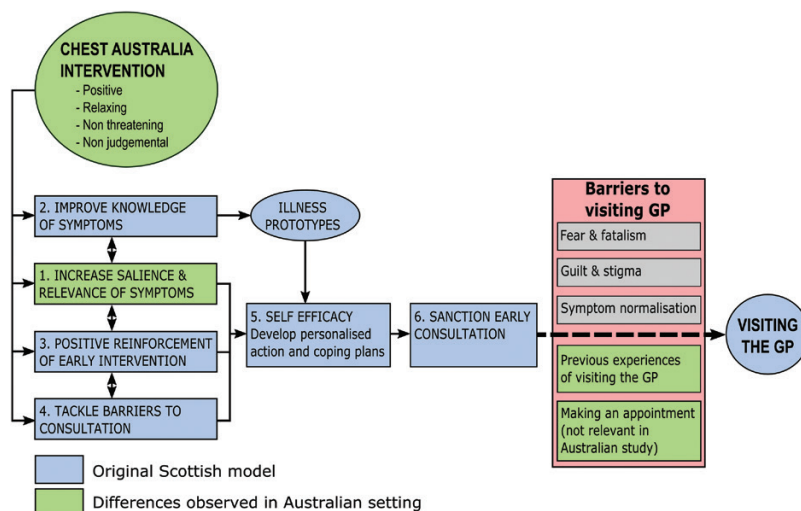 CHEST AUSTRALIA
INTERVENTION
- Positive
- Relaxing
- Non threatening
- Non judgemental
2. IMPROVE KNOWLEDGE
OF SYMPTOMS
ILLNESS
PROTOTYPES
1. INCREASE SALIENCE &
RELEVANCE OF SYMPTOMS
3. POSITIVE REINFORCEMENT
OF EARLY INTERVENTION
4. TACKLE BARRIERS TO
CONSULTATION
5. SELF EFFICACY
Develop personalised
action and coping plans
6. SANCTION EARLY
CONSULTATION
Barriers to
visiting GP
Fear & fatalism
Guilt & stigma
Symptom normalisation
Previous experiences
of visiting the GP
Making an appointment
(not relevant in
Australian study)
VISITING
THE GP
Original Scottish model
Differences observed in Australian setting